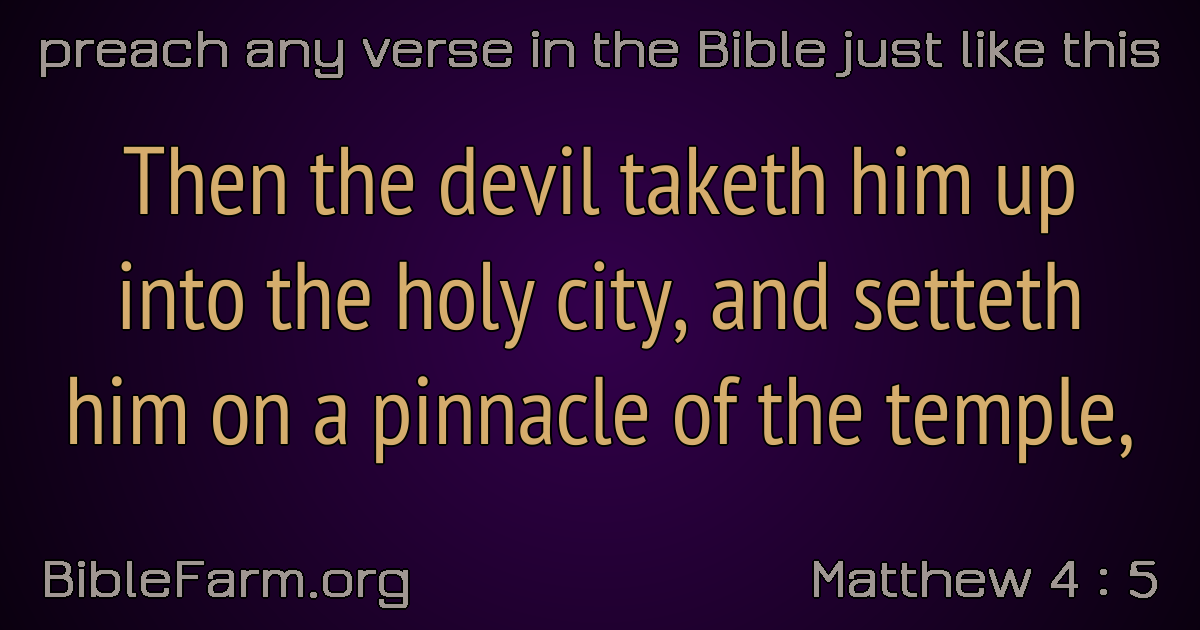 preach any verse in the Bible just like this
Then the devil taketh him up
into the holy city, and setteth
him on a pinnacle of the temple,
BibleFarm.org
Matthew 4 : 5